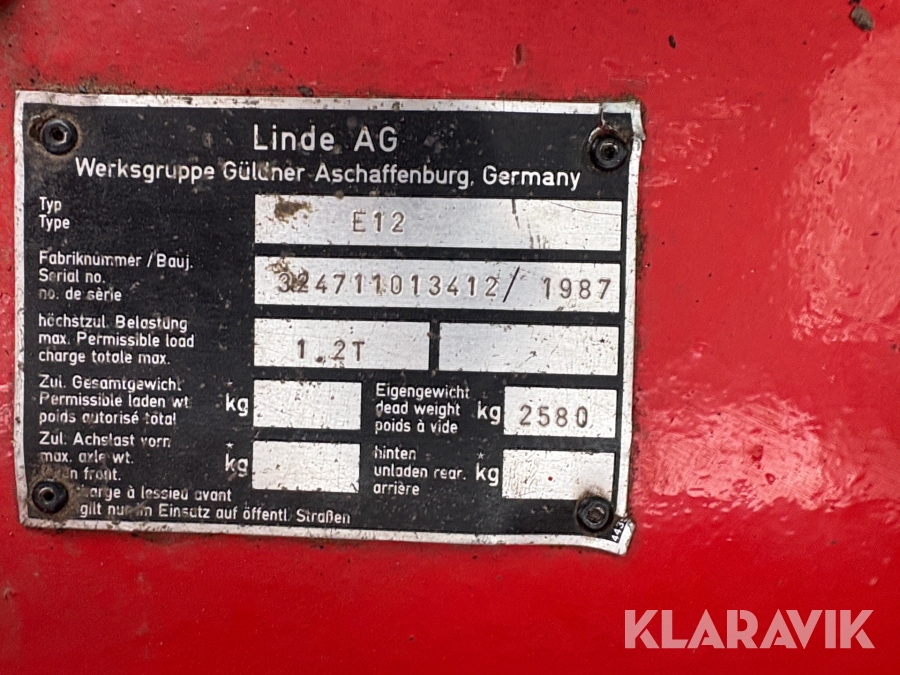 Linde AG
Werksgruppe Güldner Aschaffenburg, Germany
Typ
Type
E12
Fabriknummer / Bauj.
Serial no.
no. de série
324711013412 / 1987
höchstzul. Belastung
max. Permissible load
charge totale max.
1.2T
Zul. Gesamtgewicht *
Permissible laden wt.
poids autorisé total
kg
Eigengewicht
dead weight
poids à vide
kg
2580
Zul. Achslast vorn *
max. axle wt.
front.
à l'essieu avant
kg
hinten
unladen rear.
arrière
kg
gilt nur im Einsatz auf öffentl. Straßen
KLARAVIK